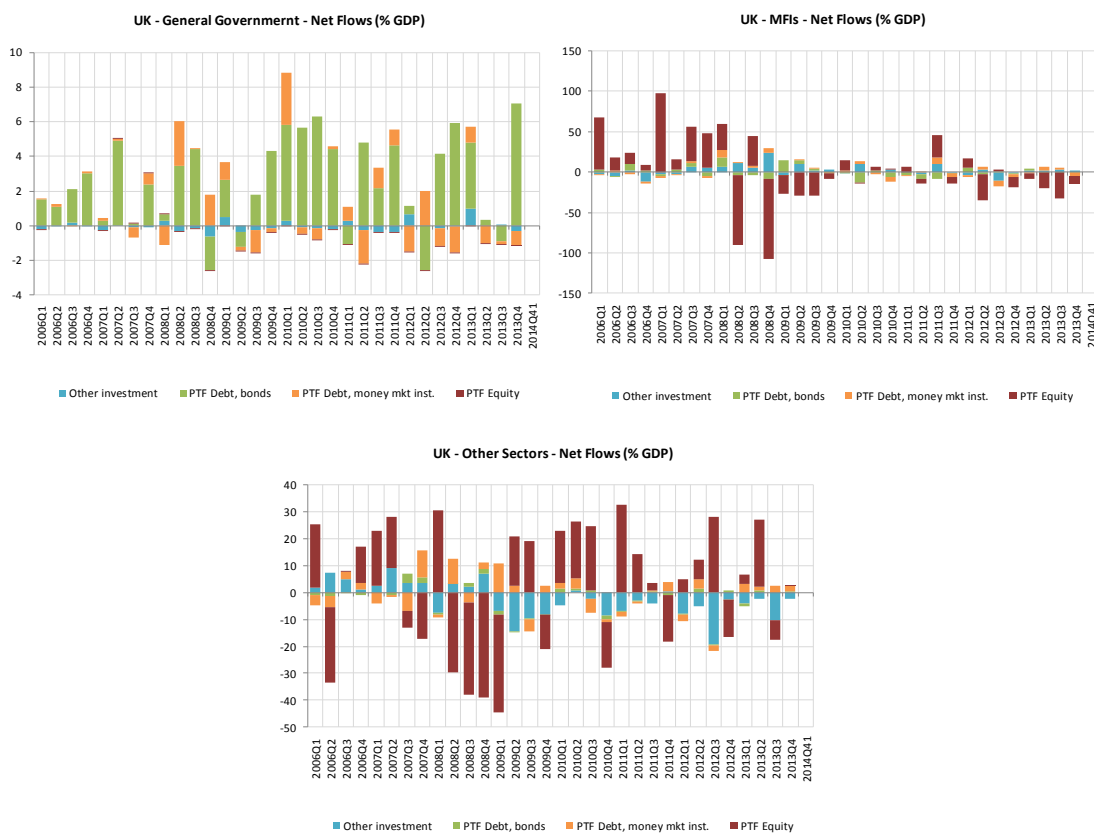 UK - General Governemnt - Net Flows (% GDP)
10
8
6
4
2
0
-2
-4
2006Q1
2006Q2
2006Q3
2006Q4
2007Q1
2007Q2
2007Q3
2007Q4
2008Q1
2008Q2
2008Q3
2008Q4
2009Q1
2009Q2
2009Q3
2009Q4
2010Q1
2010Q2
2010Q3
2010Q4
2011Q1
2011Q2
2011Q3
2011Q4
2012Q1
2012Q2
2012Q3
2012Q4
2013Q1
2013Q2
2013Q3
2013Q4
2014Q41
Other investment PTF Debt, bonds PTF Debt, money mkt inst. PTF Equity
UK - MFIs - Net Flows (% GDP)
150
100
50
0
-50
-100
-150
2006Q1
2006Q2
2006Q3
2006Q4
2007Q1
2007Q2
2007Q3
2007Q4
2008Q1
2008Q2
2008Q3
2008Q4
2009Q1
2009Q2
2009Q3
2009Q4
2010Q1
2010Q2
2010Q3
2010Q4
2011Q1
2011Q2
2011Q3
2011Q4
2012Q1
2012Q2
2012Q3
2012Q4
2013Q1
2013Q2
2013Q3
2013Q4
2014Q41
Other investment PTF Debt, bonds PTF Debt, money mkt inst. PTF Equity
UK - Other Sectors - Net Flows (% GDP)
40
30
20
10
0
-10
-20
-30
-40
-50
2006Q1
2006Q2
2006Q3
2006Q4
2007Q1
2007Q2
2007Q3
2007Q4
2008Q1
2008Q2
2008Q3
2008Q4
2009Q1
2009Q2
2009Q3
2009Q4
2010Q1
2010Q2
2010Q3
2010Q4
2011Q1
2011Q2
2011Q3
2011Q4
2012Q1
2012Q2
2012Q3
2012Q4
2013Q1
2013Q2
2013Q3
2013Q4
2014Q41
Other investment PTF Debt, bonds PTF Debt, money mkt inst. PTF Equity